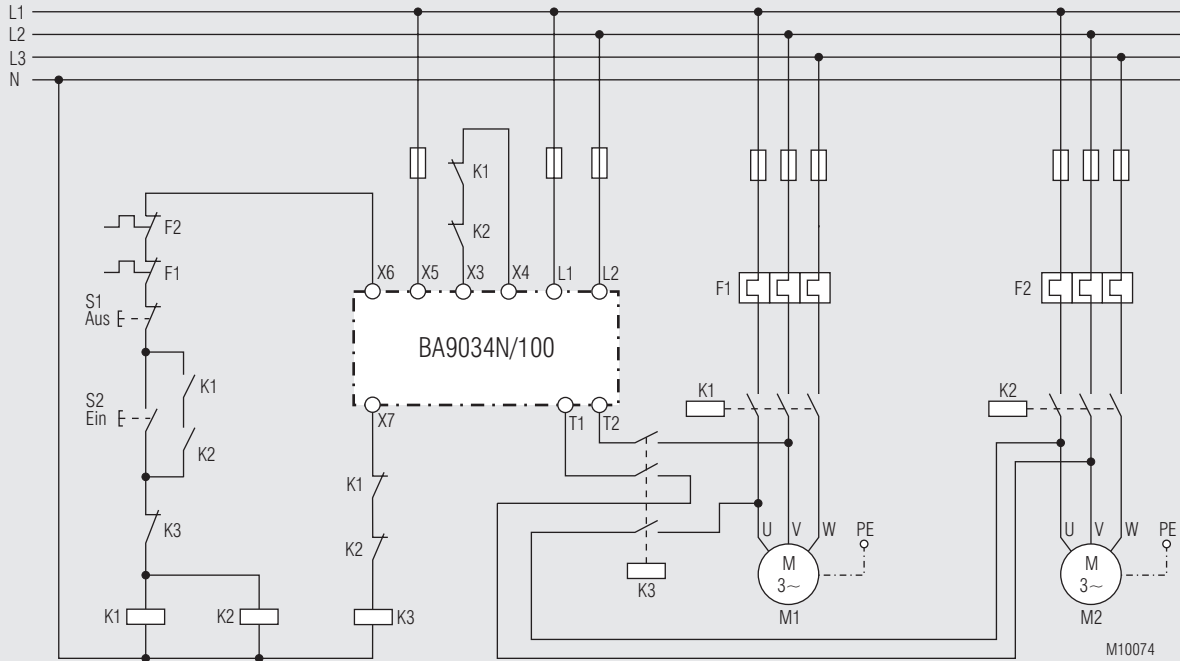 L1
L2
L3
N
K1
K2
F2
F1
S1
Aus
S2
Ein
K1
K2
K3
K1
K2
K3
X6
X5
X3
X4
L1
L2
BA9034N/100
X7
T1
T2
K1
K2
K3
F1
K1
U
V
W
PE
M
3~
M1
F2
K2
U
V
W
PE
M
3~
M2
M10074